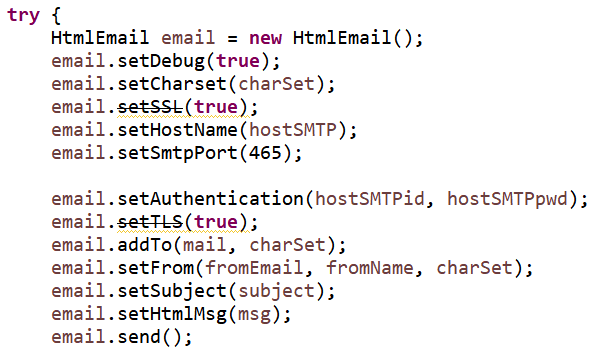 try {
HtmlEmail email = new HtmlEmail();
email.setDebug(true);
email.setCharset(charSet);
email.setSSL(true);
email.setHostName(hostSMTP);
email.setSmtpPort(465);
email.setAuthentication(hostSMTPid, hostSMTPpwd);
email.setTLS(true);
email.addTo(mail, charSet);
email.setFrom(fromEmail, fromName, charSet);
email.setSubject(subject);
email.setHtmlMsg(msg);
email.send();